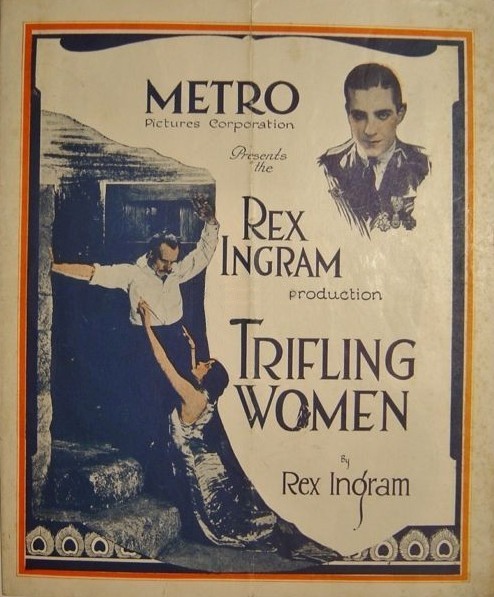 METRO
Pictures Corporation
Presents
the
REX
INGRAM
production
TRIFLING
WOMEN
By
Rex Ingram